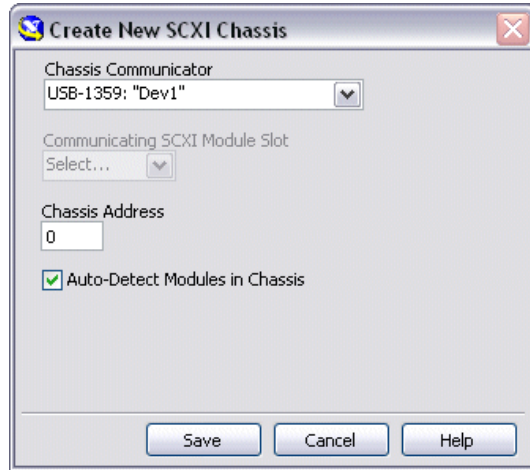 Create New SCXI Chassis
Chassis Communicator
USB-1359: "Dev1"
Communicating SCXI Module Slot
Select...
Chassis Address
0
Auto-Detect Modules in Chassis
Save Cancel Help